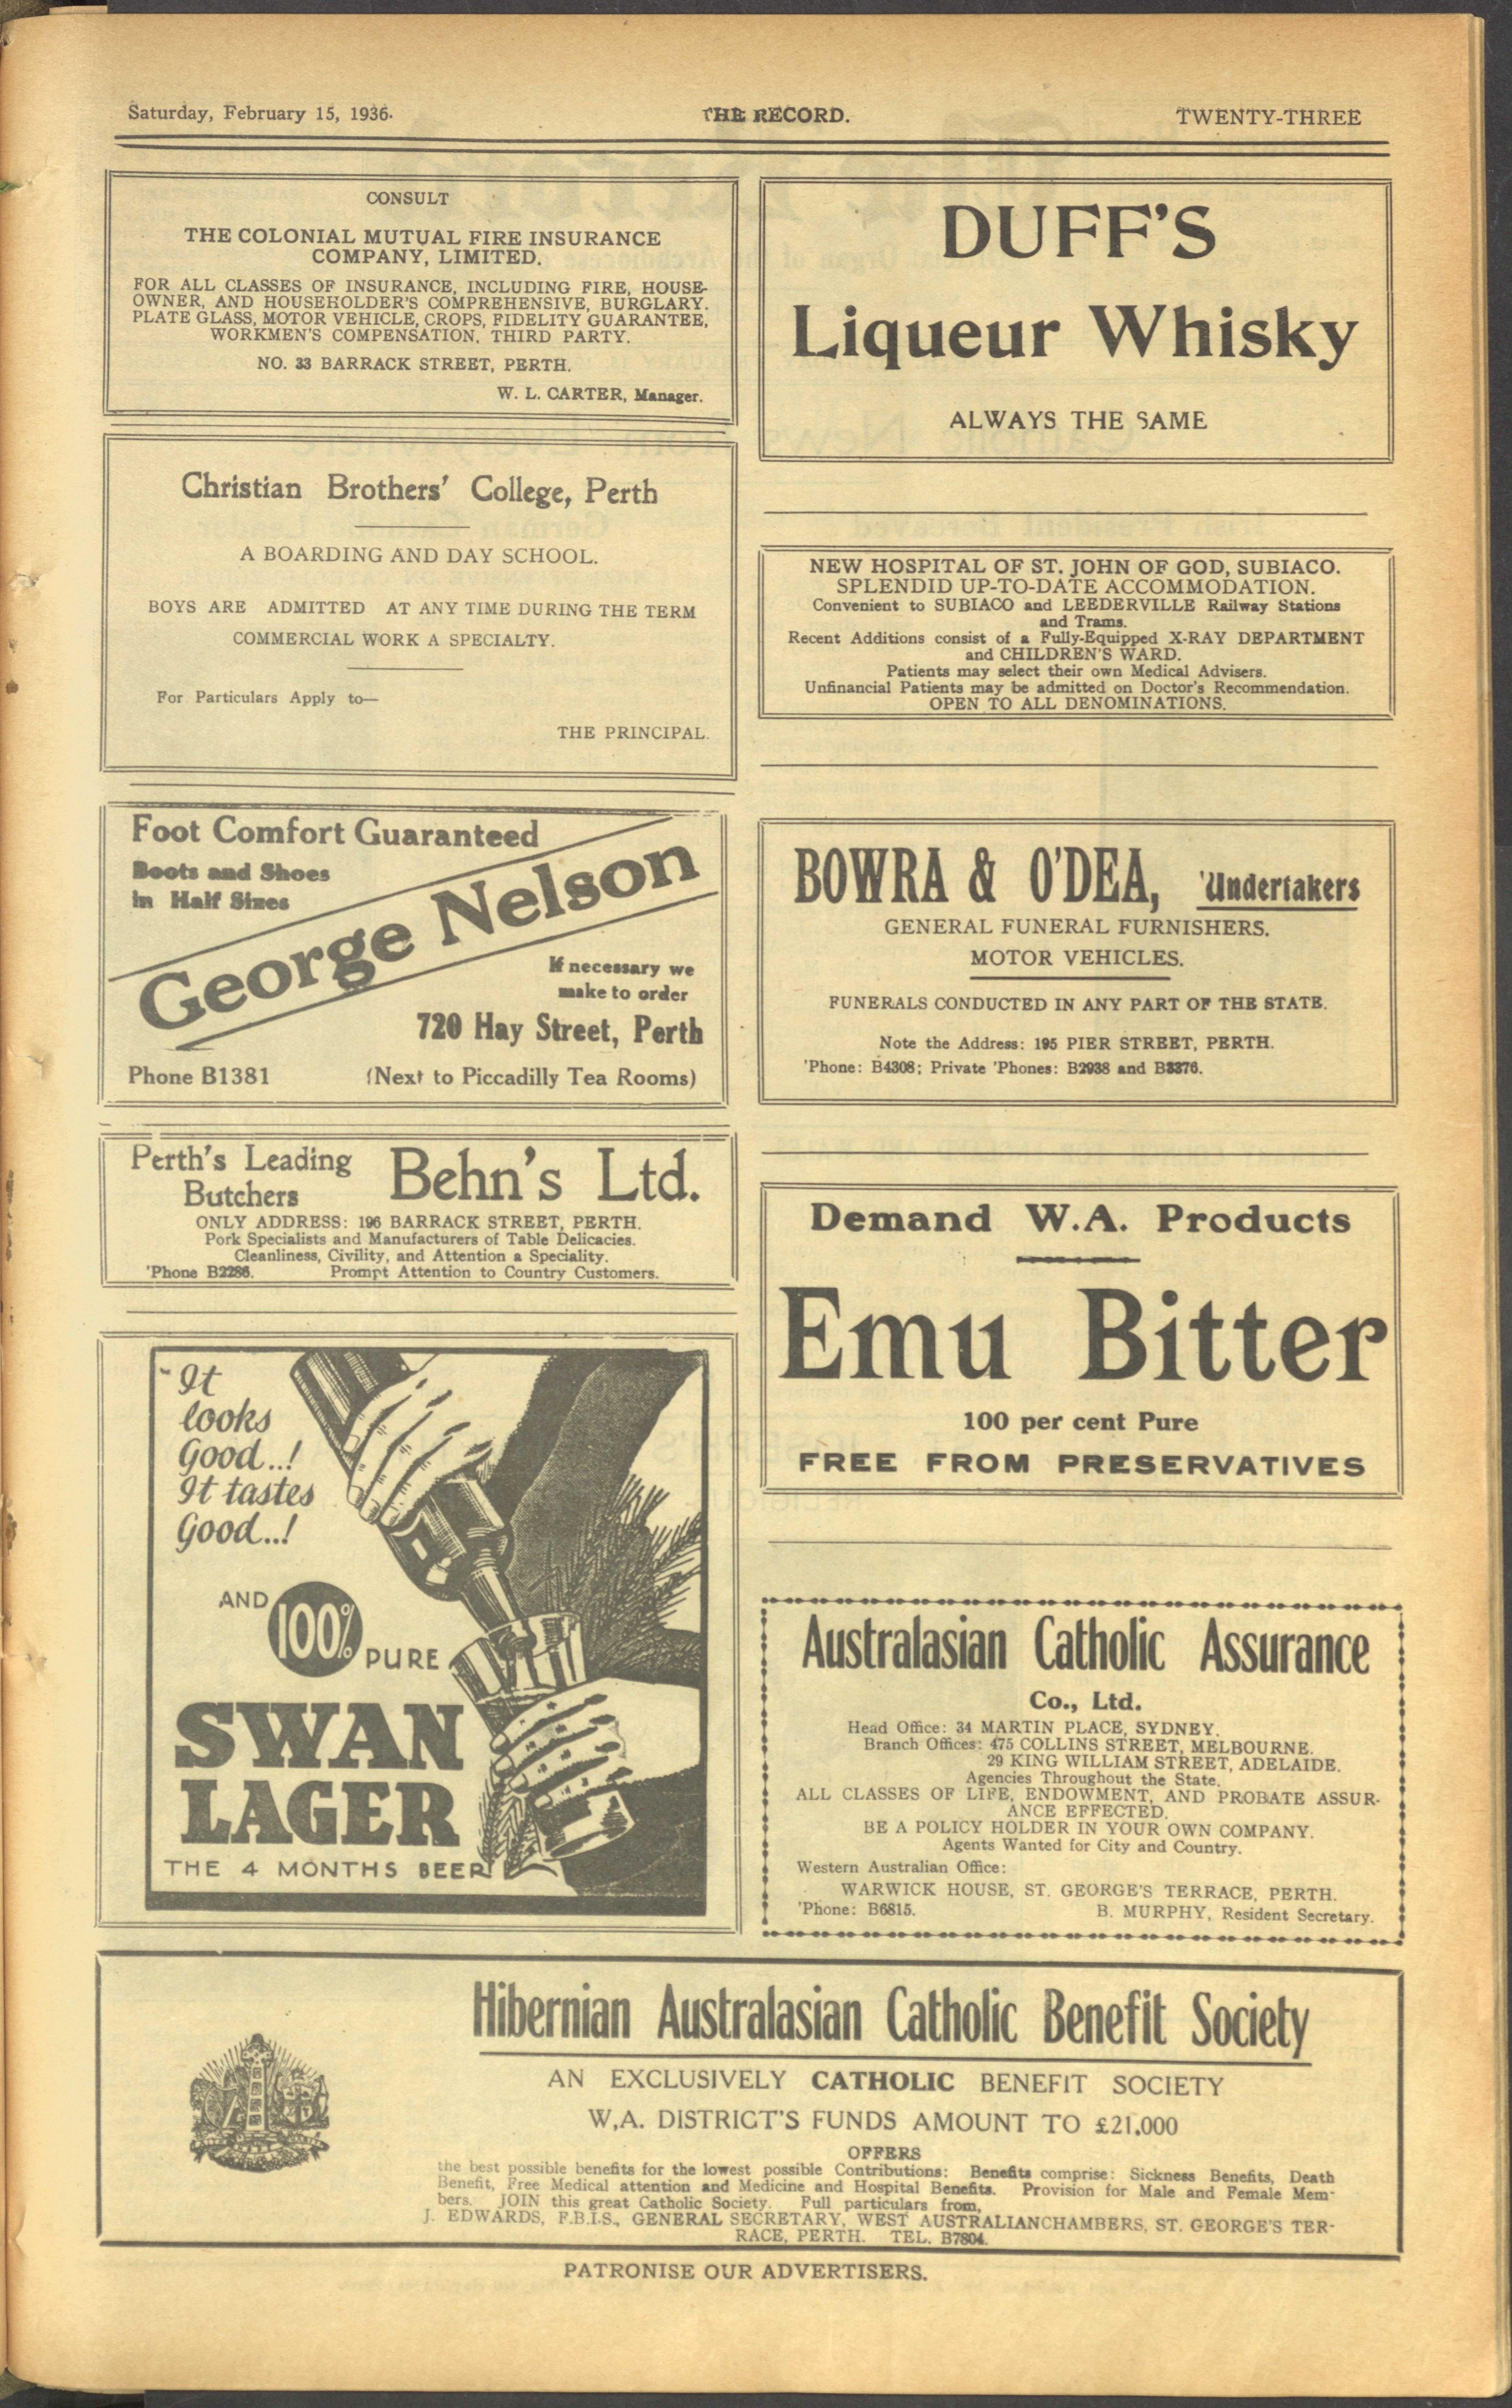 Saturday, February 15, 1936.
THE RECORD.
TWENTY-THREE
CONSULT
THE COLONIAL MUTUAL FIRE INSURANCE
COMPANY, LIMITED.
FOR ALL CLASSES OF INSURANCE, INCLUDING FIRE, HOUSE-
OWNER, AND HOUSEHOLDER'S COMPREHENSIVE, BURGLARY.
PLATE GLASS, MOTOR VEHICLE, CROPS, FIDELITY GUARANTEE,
WORKMEN'S COMPENSATION, THIRD PARTY.
NO. 33 BARRACK STREET, PERTH.
W. L. CARTER, Manager.
Christian Brothers' College, Perth
A BOARDING AND DAY SCHOOL.
BOYS ARE ADMITTED AT ANY TIME DURING THE TERM
COMMERCIAL WORK A SPECIALTY.
For Particulars Apply to—
THE PRINCIPAL.
Foot Comfort Guaranteed
Boots and Shoes
in Half Sizes
George Nelson
If necessary we
make to order
720 Hay Street, Perth
Phone B1381 (Next to Piccadilly Tea Rooms)
Perth's Leading
Butchers
Behn's Ltd.
ONLY ADDRESS: 196 BARRACK STREET, PERTH.
Pork Specialists and Manufacturers of Table Delicacies.
Cleanliness, Civility, and Attention a Speciality.
'Phone B2286. Prompt Attention to Country Customers.
"It
looks
Good..!
It tastes
Good..!
AND 100% PURE
SWAN
LAGER
THE 4 MONTHS BEER
DUFF'S
Liqueur Whisky
ALWAYS THE SAME
NEW HOSPITAL OF ST. JOHN OF GOD, SUBIACO.
SPLENDID UP-TO-DATE ACCOMMODATION.
Convenient to SUBIACO and LEEDERVILLE Railway Stations
and Trams.
Recent Additions consist of a Fully-Equipped X-RAY DEPARTMENT
and CHILDREN'S WARD.
Patients may select their own Medical Advisers.
Unfinancial Patients may be admitted on Doctor's Recommendation.
OPEN TO ALL DENOMINATIONS.
BOWRA & O'DEA, 'Undertakers
GENERAL FUNERAL FURNISHERS.
MOTOR VEHICLES.
FUNERALS CONDUCTED IN ANY PART OF THE STATE.
Note the Address: 195 PIER STREET, PERTH.
'Phone: B4308; Private 'Phones: B2938 and B3376.
Demand W.A. Products
Emu Bitter
100 per cent Pure
FREE FROM PRESERVATIVES
Australasian Catholic Assurance
Co., Ltd.
Head Office: 34 MARTIN PLACE, SYDNEY.
Branch Offices: 475 COLLINS STREET, MELBOURNE.
29 KING WILLIAM STREET, ADELAIDE.
Agencies Throughout the State.
ALL CLASSES OF LIFE, ENDOWMENT, AND PROBATE ASSUR-
ANCE EFFECTED.
BE A POLICY HOLDER IN YOUR OWN COMPANY.
Agents Wanted for City and Country.
Western Australian Office:
WARWICK HOUSE, ST. GEORGE'S TERRACE, PERTH.
'Phone: B6815. B. MURPHY, Resident Secretary.
Hibernian Australasian Catholic Benefit Society
AN EXCLUSIVELY CATHOLIC BENEFIT SOCIETY
W,A. DISTRICT'S FUNDS AMOUNT TO £21,000
OFFERS
the best possible benefits for the lowest possible Contributions: Benefits comprise: Sickness Benefits, Death
Benefit, Free Medical attention and Medicine and Hospital Benefits. Provision for Male and Female Mem-
bers. JOIN this great Catholic Society. Full particulars from,
J. EDWARDS, F.B.I.S., GENERAL SECRETARY, WEST AUSTRALIANCHAMBERS, ST. GEORGE'S TER-
RACE, PERTH. TEL. B7804.
PATRONISE OUR ADVERTISERS.